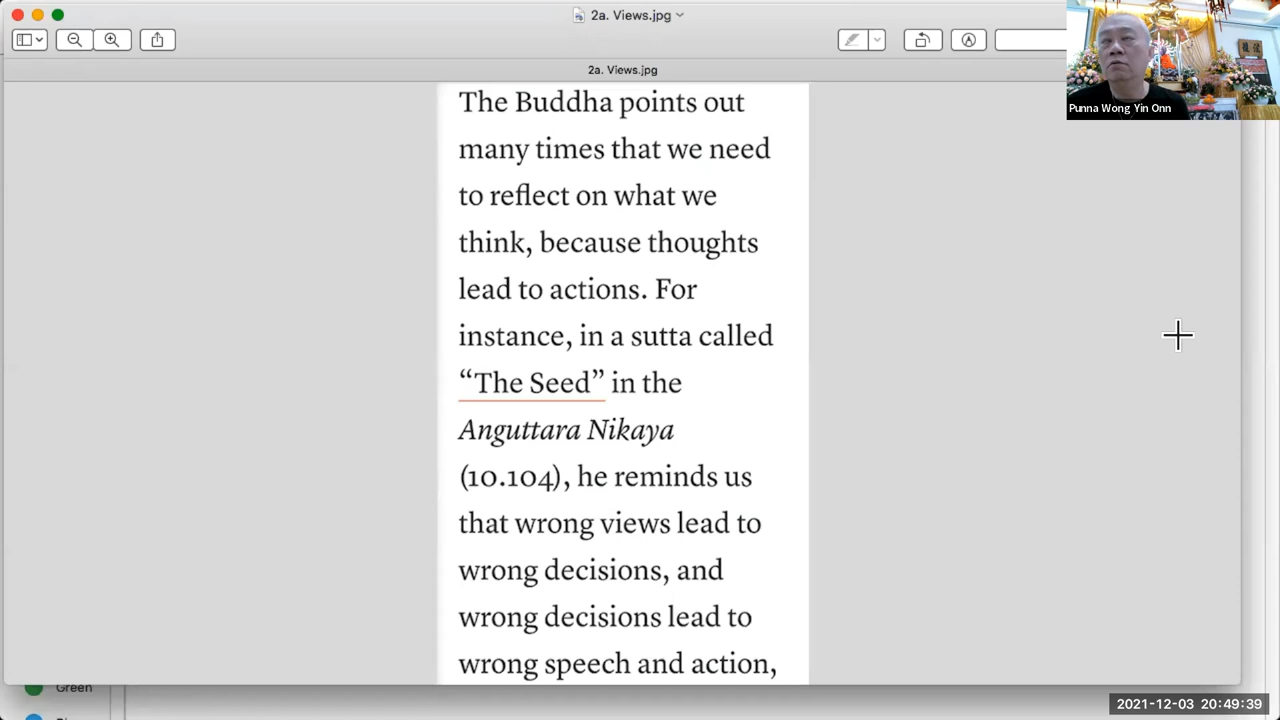 2a. Views.jpg
2a. Views.jpg
The Buddha points out
many times that we need
to reflect on what we
think, because thoughts
lead to actions. For
instance, in a sutta called
“The Seed” in the
Anguttara Nikaya
(10.104), he reminds us
that wrong views lead to
wrong decisions, and
wrong decisions lead to
wrong speech and action,
Punna Wong Yin Onn
Green
2021-12-03 20:49:39